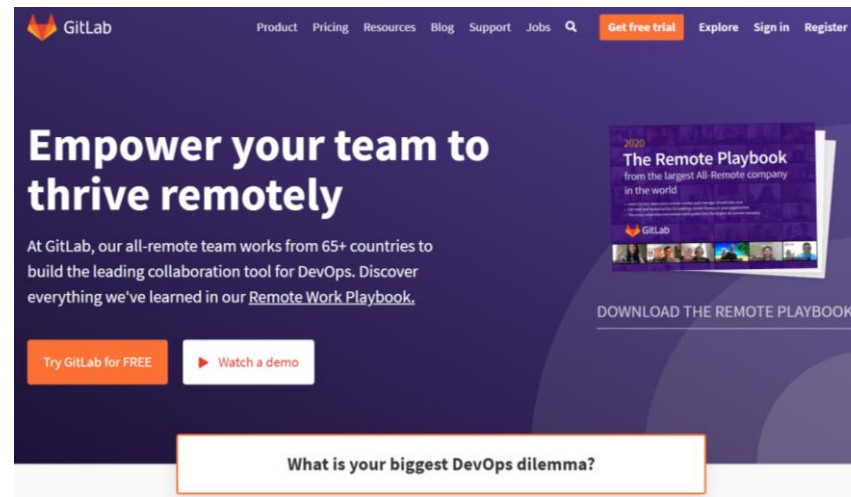 GitLab
Product Pricing Resources Blog Support Jobs Get free trial Explore Sign in Register
Empower your team to
thrive remotely
At GitLab, our all-remote team works from 65+ countries to
build the leading collaboration tool for DevOps. Discover
everything we've learned in our Remote Work Playbook.
Try GitLab for FREE
Watch a demo
2020
The Remote Playbook
from the largest All-Remote company
in the world
GitLab
DOWNLOAD THE REMOTE PLAYBOOK
What is your biggest DevOps dilemma?